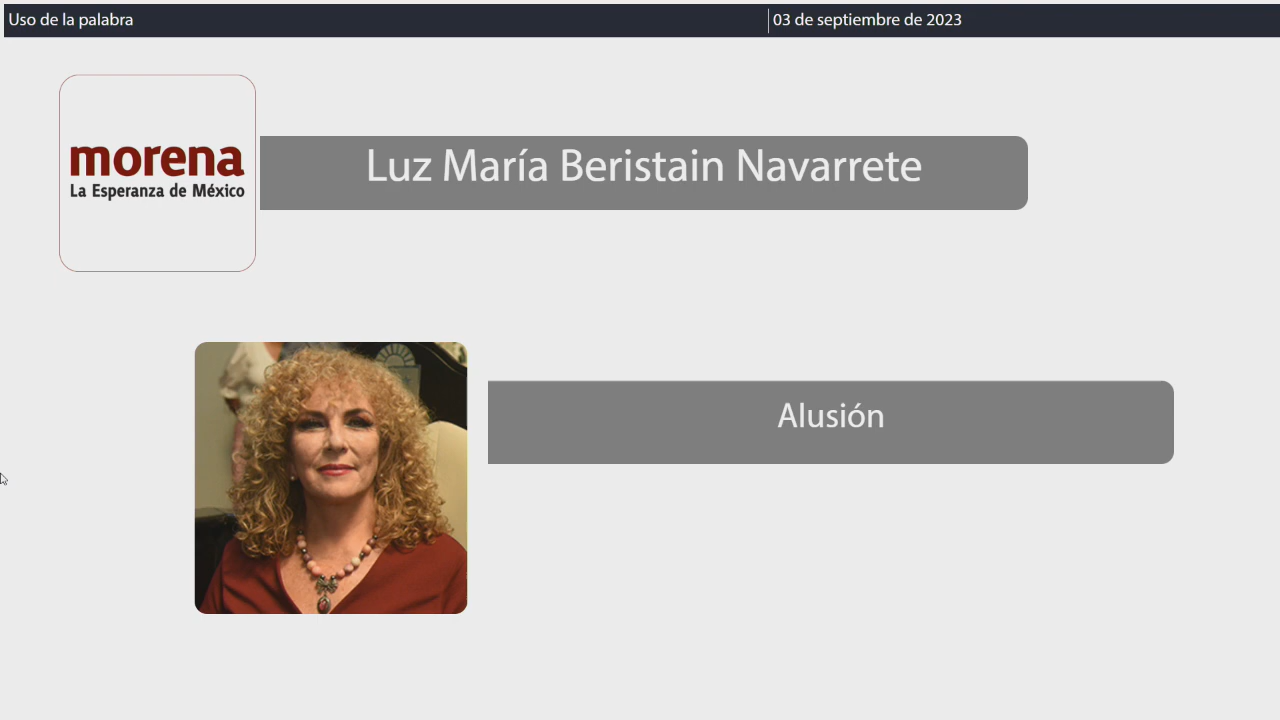 Uso de la palabra
03 de septiembre de 2023
morena
La Esperanza de México
Luz María Beristain Navarrete
Alusión